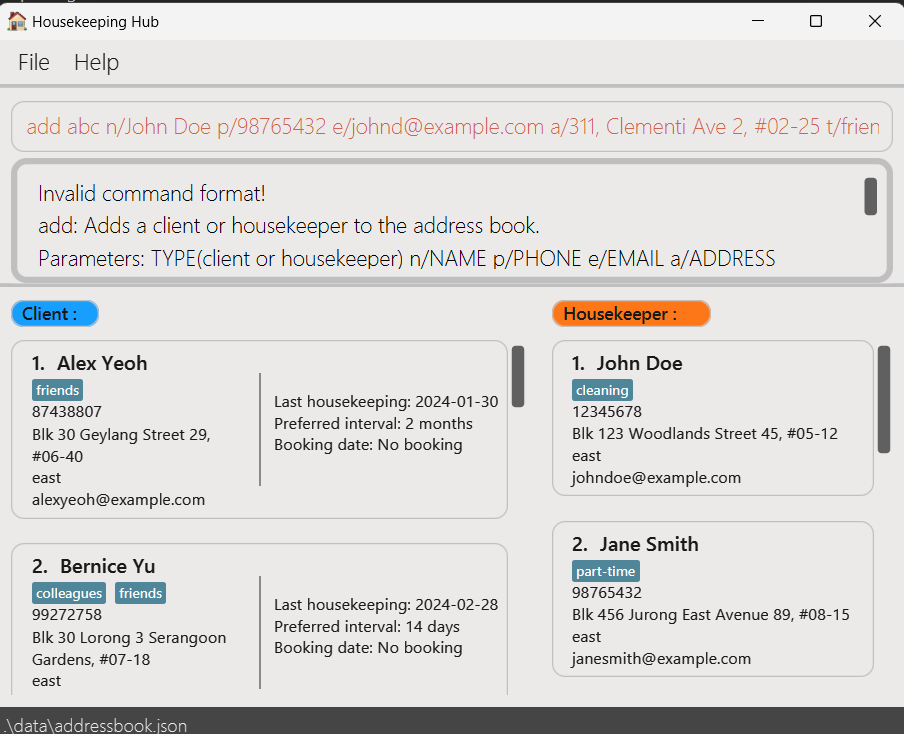 Housekeeping Hub
File Help
add abc n/John Doe p/98765432 e/johnd@example.com a/311, Clementi Ave 2, #02-25 t/frien
Invalid command format!
add: Adds a client or housekeeper to the address book.
Parameters: TYPE(client or housekeeper) n/NAME p/PHONE e/EMAIL a/ADDRESS
Client :
1. Alex Yeoh
friends
87438807
Blk 30 Geylang Street 29,
#06-40
east
alexyeoh@example.com
Last housekeeping: 2024-01-30
Preferred interval: 2 months
Booking date: No booking
2. Bernice Yu
colleagues friends
99272758
Blk 30 Lorong 3 Serangoon
Gardens, #07-18
east
Last housekeeping: 2024-02-28
Preferred interval: 14 days
Booking date: No booking
Housekeeper :
1. John Doe
cleaning
12345678
Blk 123 Woodlands Street 45, #05-12
east
johndoe@example.com
2. Jane Smith
part-time
98765432
Blk 456 Jurong East Avenue 89, #08-15
east
janesmith@example.com
.\data\addressbook.json